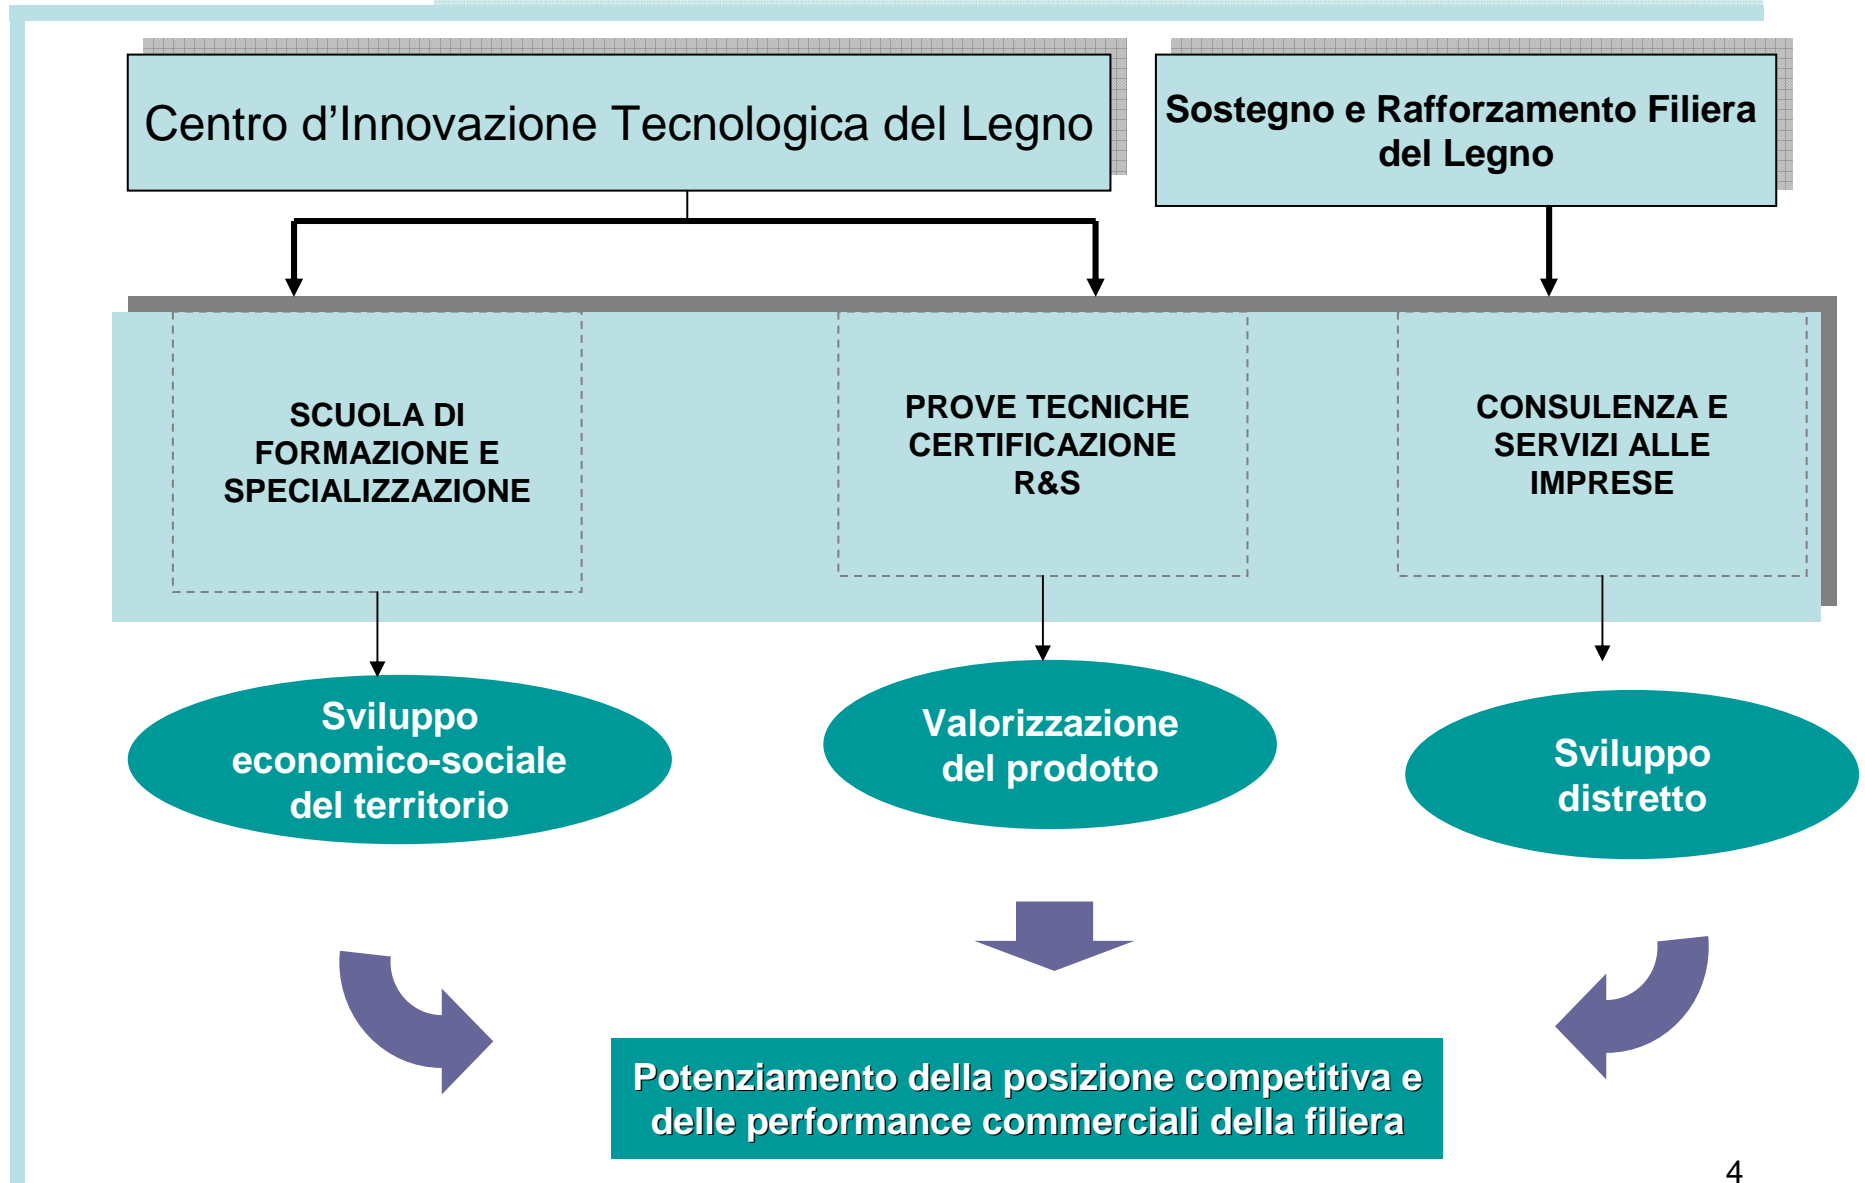 Centro d’Innovazione Tecnologica del Legno
Sostegno e Rafforzamento Filiera
del Legno
SCUOLA DI
FORMAZIONE E
SPECIALIZZAZIONE
PROVE TECNICHE
CERTIFICAZIONE
R&S
CONSULENZA E
SERVIZI ALLE
IMPRESE
Sviluppo
economico-sociale
del territorio
Valorizzazione
del prodotto
Sviluppo
distretto
Potenziamento della posizione competitiva e
delle performance commerciali della filiera
4